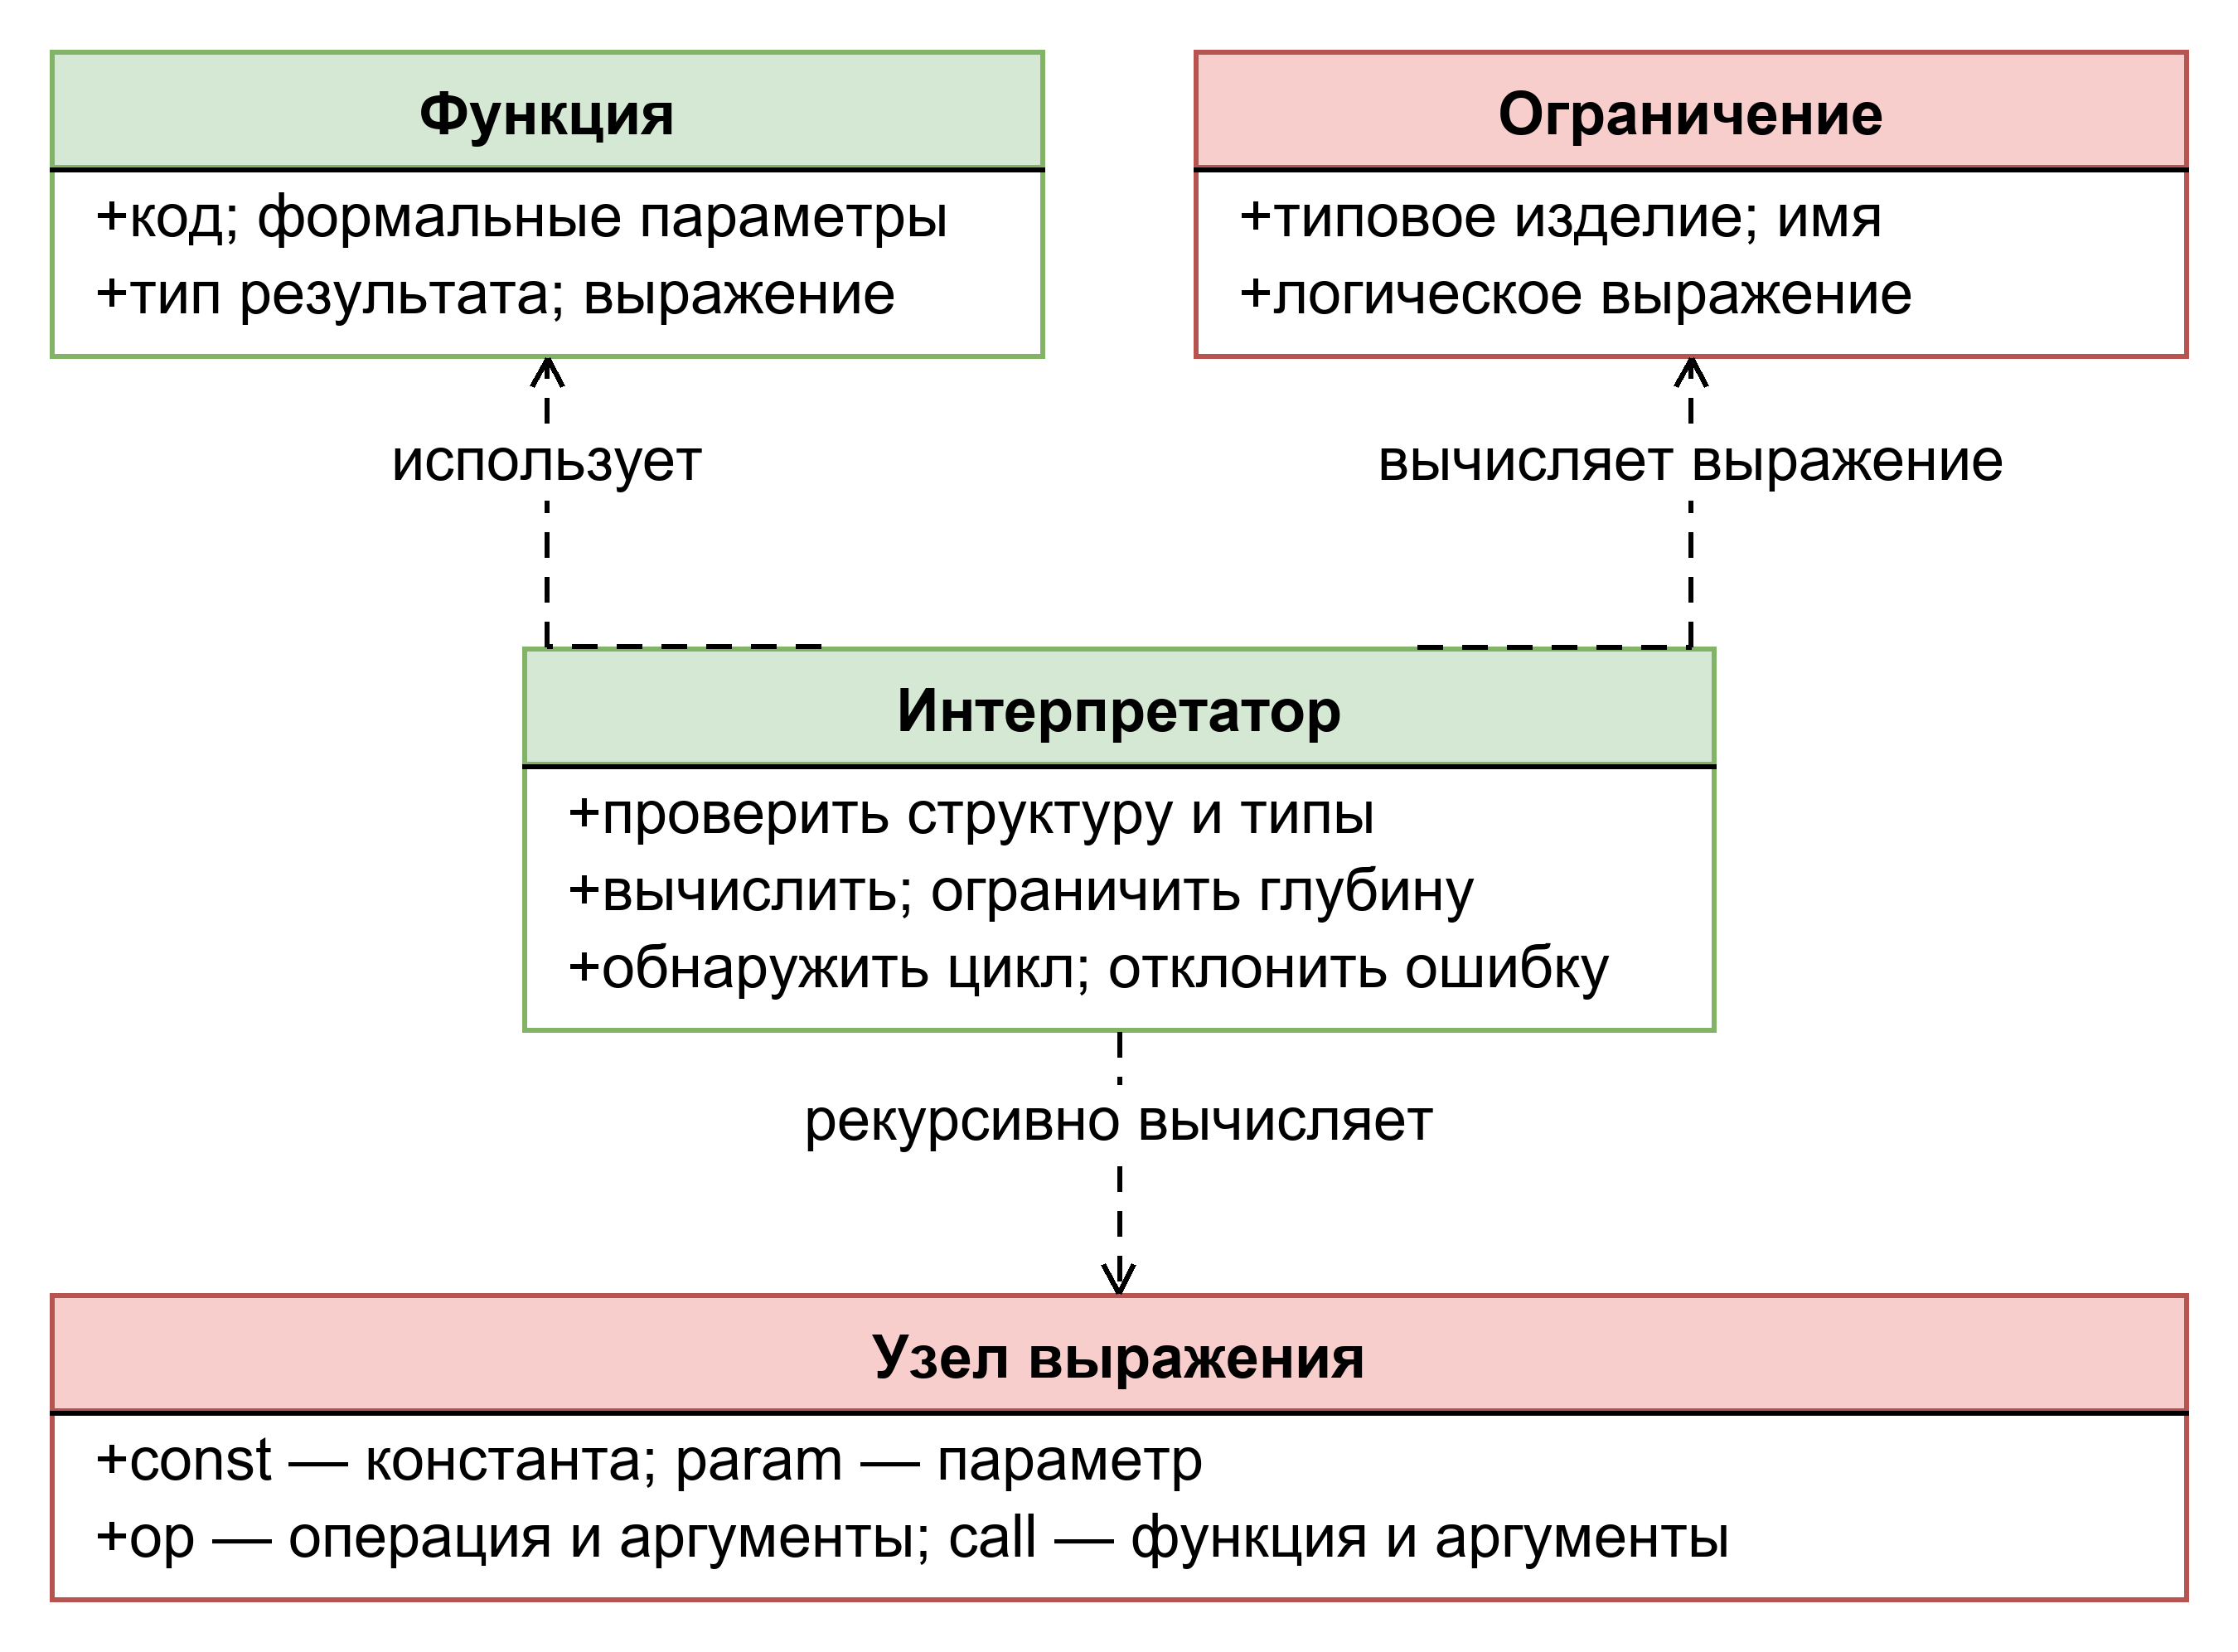 Функция
+код; формальные параметры
+тип результата; выражение
Ограничение
+типовое изделие; имя
+логическое выражение
использует
вычисляет выражение
Интерпретатор
+проверить структуру и типы
+вычислить; ограничить глубину
+обнаружить цикл; отклонить ошибку
рекурсивно вычисляет
Узел выражения
+const — константа; param — параметр
+op — операция и аргументы; call — функция и аргументы